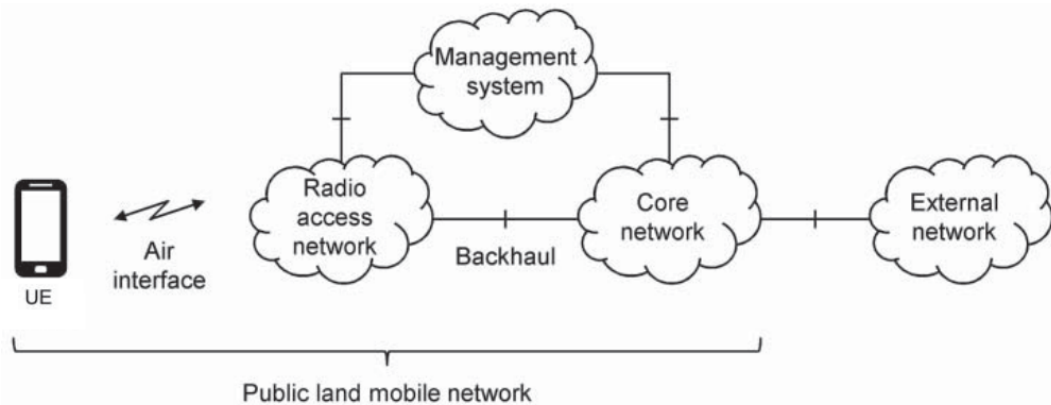 Management
system
Radio
access
network
Core
network
External
network
Backhaul
Air
interface
UE
Public land mobile network